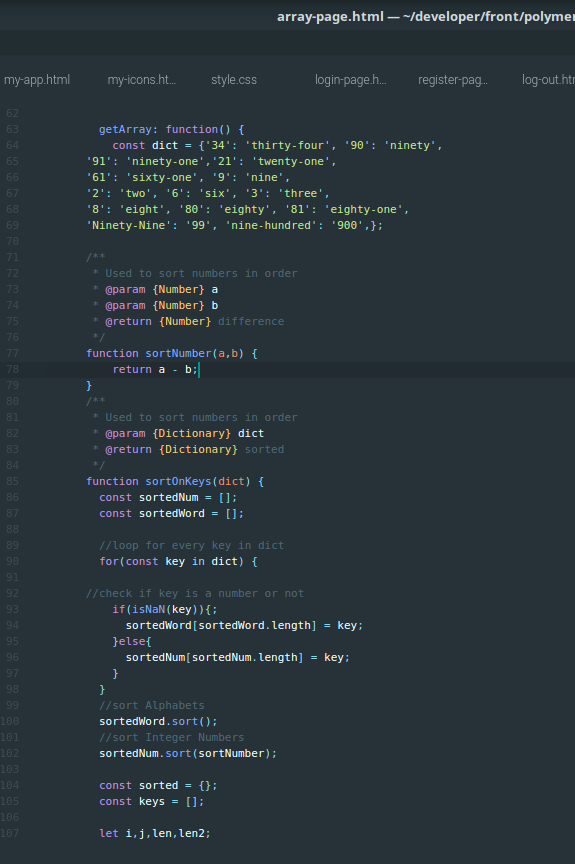 array-page.html — ~/developer/front/polymer
my-app.html my-icons.ht... style.css login-page.h... register-pag... log-out.htm
62
63 getArray: function() {
64 const dict = {'34': 'thirty-four', '90': 'ninety',
65 '91': 'ninety-one','21': 'twenty-one',
66 '61': 'sixty-one', '9': 'nine',
67 '2': 'two', '6': 'six', '3': 'three',
68 '8': 'eight', '80': 'eighty', '81': 'eighty-one',
69 'Ninety-Nine': '99', 'nine-hundred': '900',};
70
71 /**
72 * Used to sort numbers in order
73 * @param {Number} a
74 * @param {Number} b
75 * @return {Number} difference
76 */
77 function sortNumber(a,b) {
78 return a - b;
79 }
80 /**
81 * Used to sort numbers in order
82 * @param {Dictionary} dict
83 * @return {Dictionary} sorted
84 */
85 function sortOnKeys(dict) {
86 const sortedNum = [];
87 const sortedWord = [];
88
89 //loop for every key in dict
90 for(const key in dict) {
91
92 //check if key is a number or not
93 if(isNaN(key)){;
94 sortedWord[sortedWord.length] = key;
95 }else{
96 sortedNum[sortedNum.length] = key;
97 }
98 }
99 //sort Alphabets
100 sortedWord.sort();
101 //sort Integer Numbers
102 sortedNum.sort(sortNumber);
103
104 const sorted = {};
105 const keys = [];
106
107 let i,j,len,len2;